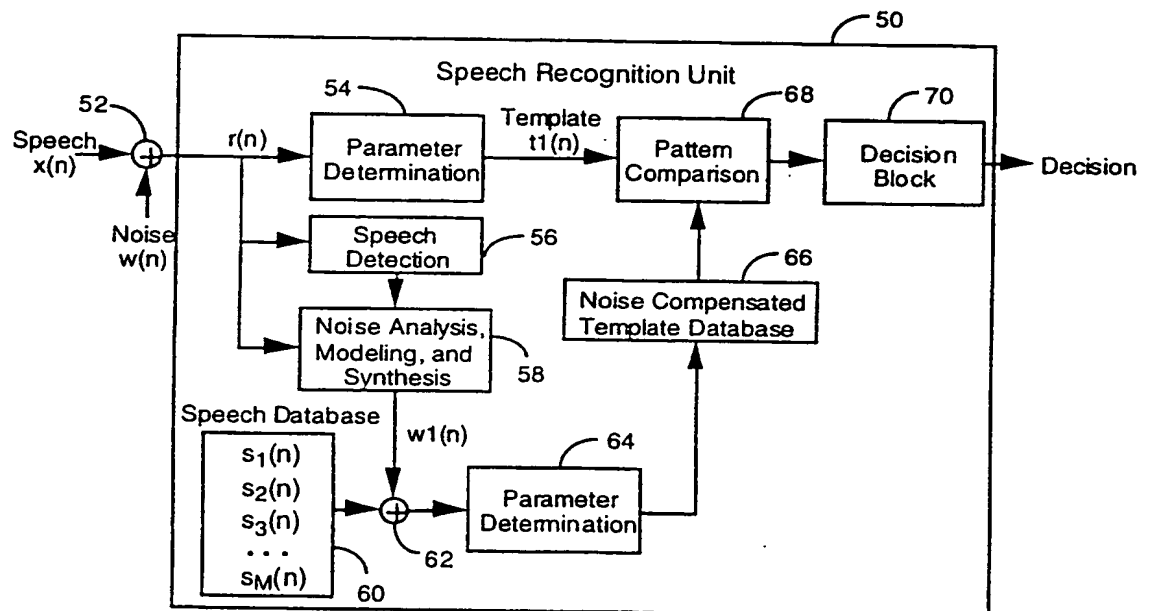 50
Speech Recognition Unit
52
54
68
70
Speech
x(n)
r(n)
Parameter
Determination
Template
t1(n)
Pattern
Comparison
Decision
Block
Decision
Noise
w(n)
Speech
Detection
56
66
Noise Analysis,
Modeling, and
Synthesis
58
Noise Compensated
Template Database
Speech Database
w1(n)
64
s1(n)
s2(n)
s3(n)
...
sM(n)
60
62
Parameter
Determination